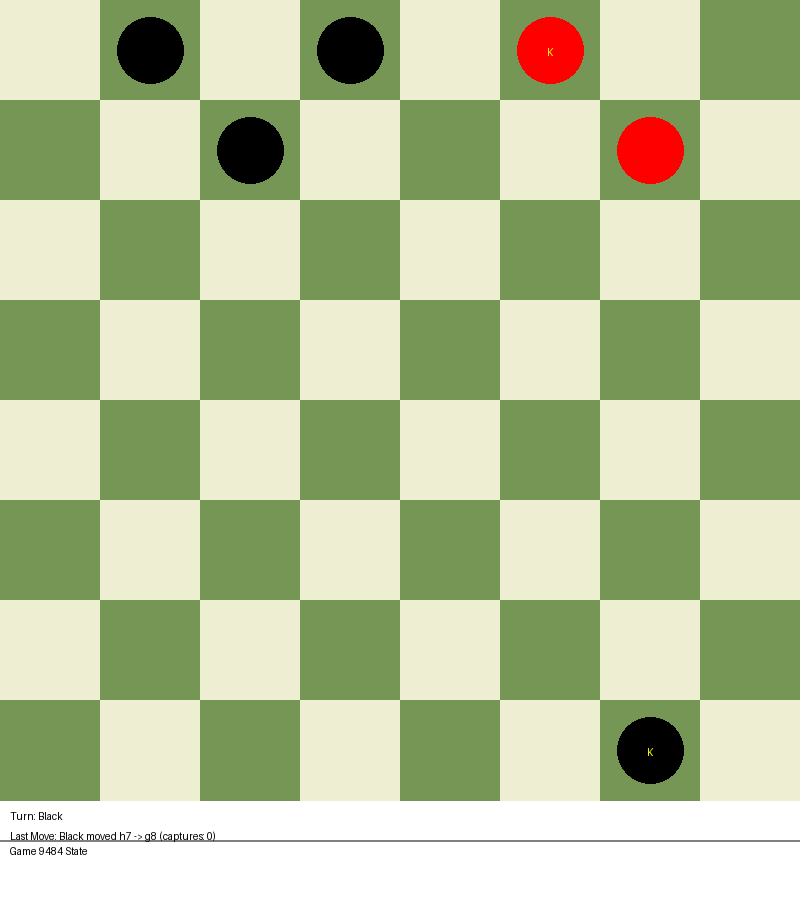 K
K
Turn: Black
Last Move: Black moved h7 -> g8 (captures: 0)
Game 9484 State